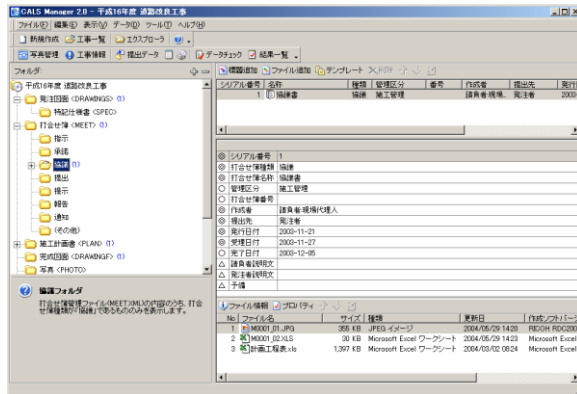 CALS Manager 2.0 - 平成16年度 道路改良工事
ファイル(F) 編集(E) 表示(V) データ(D) ツール(T) ヘルプ(H)
新規作成 工事一覧 エクスプローラ
写真管理 工事情報 提出データ データチェック 結果一覧
フォルダ:
平成16年度 道路改良工事
発注図面 <DRAWINGS> (1)
特記仕様書 <SPEC>
打合せ簿 <MEET> (1)
指示
承諾
協議 (1)
提出
提示
報告
通知
(その他)
施工計画書 <PLAN> (1)
完成図面 <DRAWINGF> (1)
写真 <PHOTO>
協議フォルダ
打合せ簿管理ファイル(MEET.XML)の内容のうち、打合せ簿種類が「協議」であるもののみを表示します。
標題追加 ファイル追加 テンプレート 削除
シリアル番号 名称 種類 管理区分 番号 作成者 提出先 発行
1 協議書 協議 施工管理 請負者:現場. 発注者 2003
◎ シリアル番号 1
◎ 打合せ簿種類 協議
◎ 打合せ簿名称 協議書
○ 管理区分 施工管理
○ 打合せ簿番号
◎ 作成者 請負者:現場代理人
◎ 提出先 発注者
◎ 発行日付 2003-11-21
◎ 受理日付 2003-11-27
○ 完了日付 2003-12-05
△ 請負者説明文
△ 発注者説明文
△ 予備
ファイル情報 プロパティ
No ファイル名 サイズ 種類 更新日 作成ソフトバージ
1 M0001_01.JPG 355 KB JPEG イメージ 2004/05/29 14:20 RICOH RDC200
2 M0001_02.XLS 30 KB Microsoft Excel ワークシート 2004/05/29 14:23 Microsoft Excel
3 計画工程表.xls 1,397 KB Microsoft Excel ワークシート 2004/03/02 08:24 Microsoft Excel